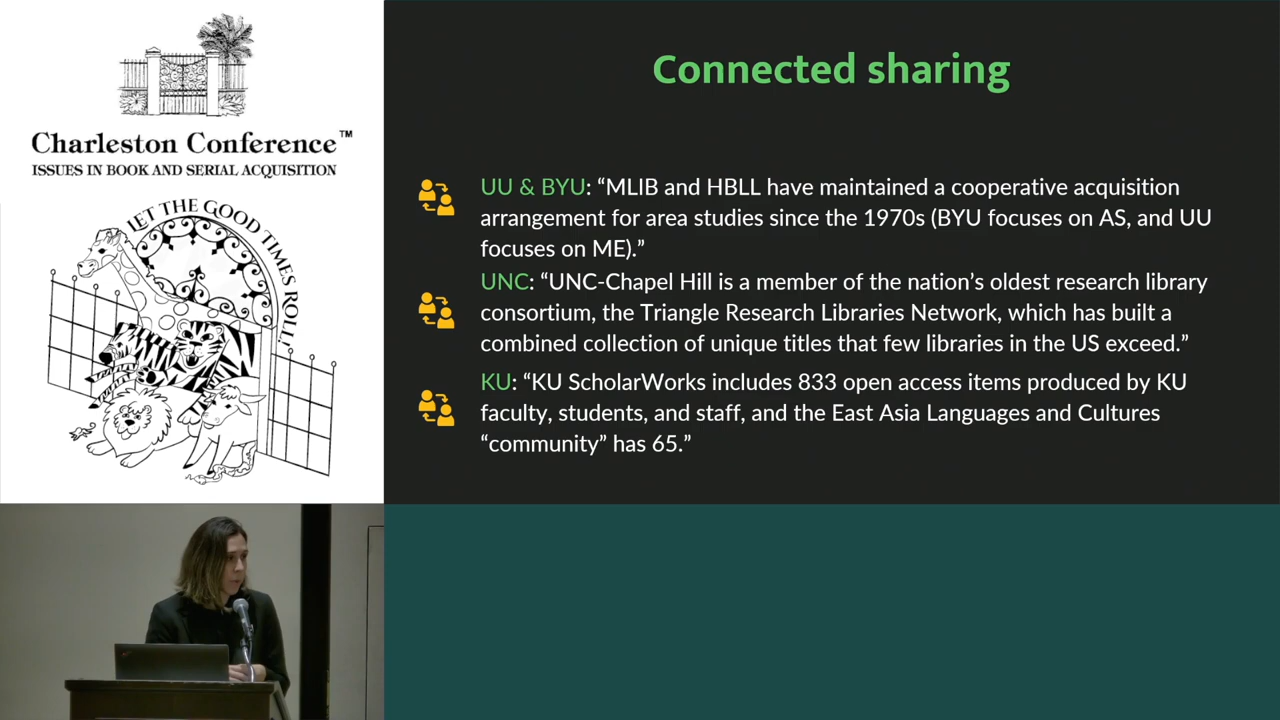 Charleston Conference™
ISSUES IN BOOK AND SERIAL ACQUISITION
LET THE GOOD TIMES ROLL!
Connected sharing
UU & BYU: “MLIB and HBLL have maintained a cooperative acquisition
arrangement for area studies since the 1970s (BYU focuses on AS, and UU
focuses on ME).”
UNC: “UNC-Chapel Hill is a member of the nation’s oldest research library
consortium, the Triangle Research Libraries Network, which has built a
combined collection of unique titles that few libraries in the US exceed.”
KU: “KU ScholarWorks includes 833 open access items produced by KU
faculty, students, and staff, and the East Asia Languages and Cultures
“community” has 65.”